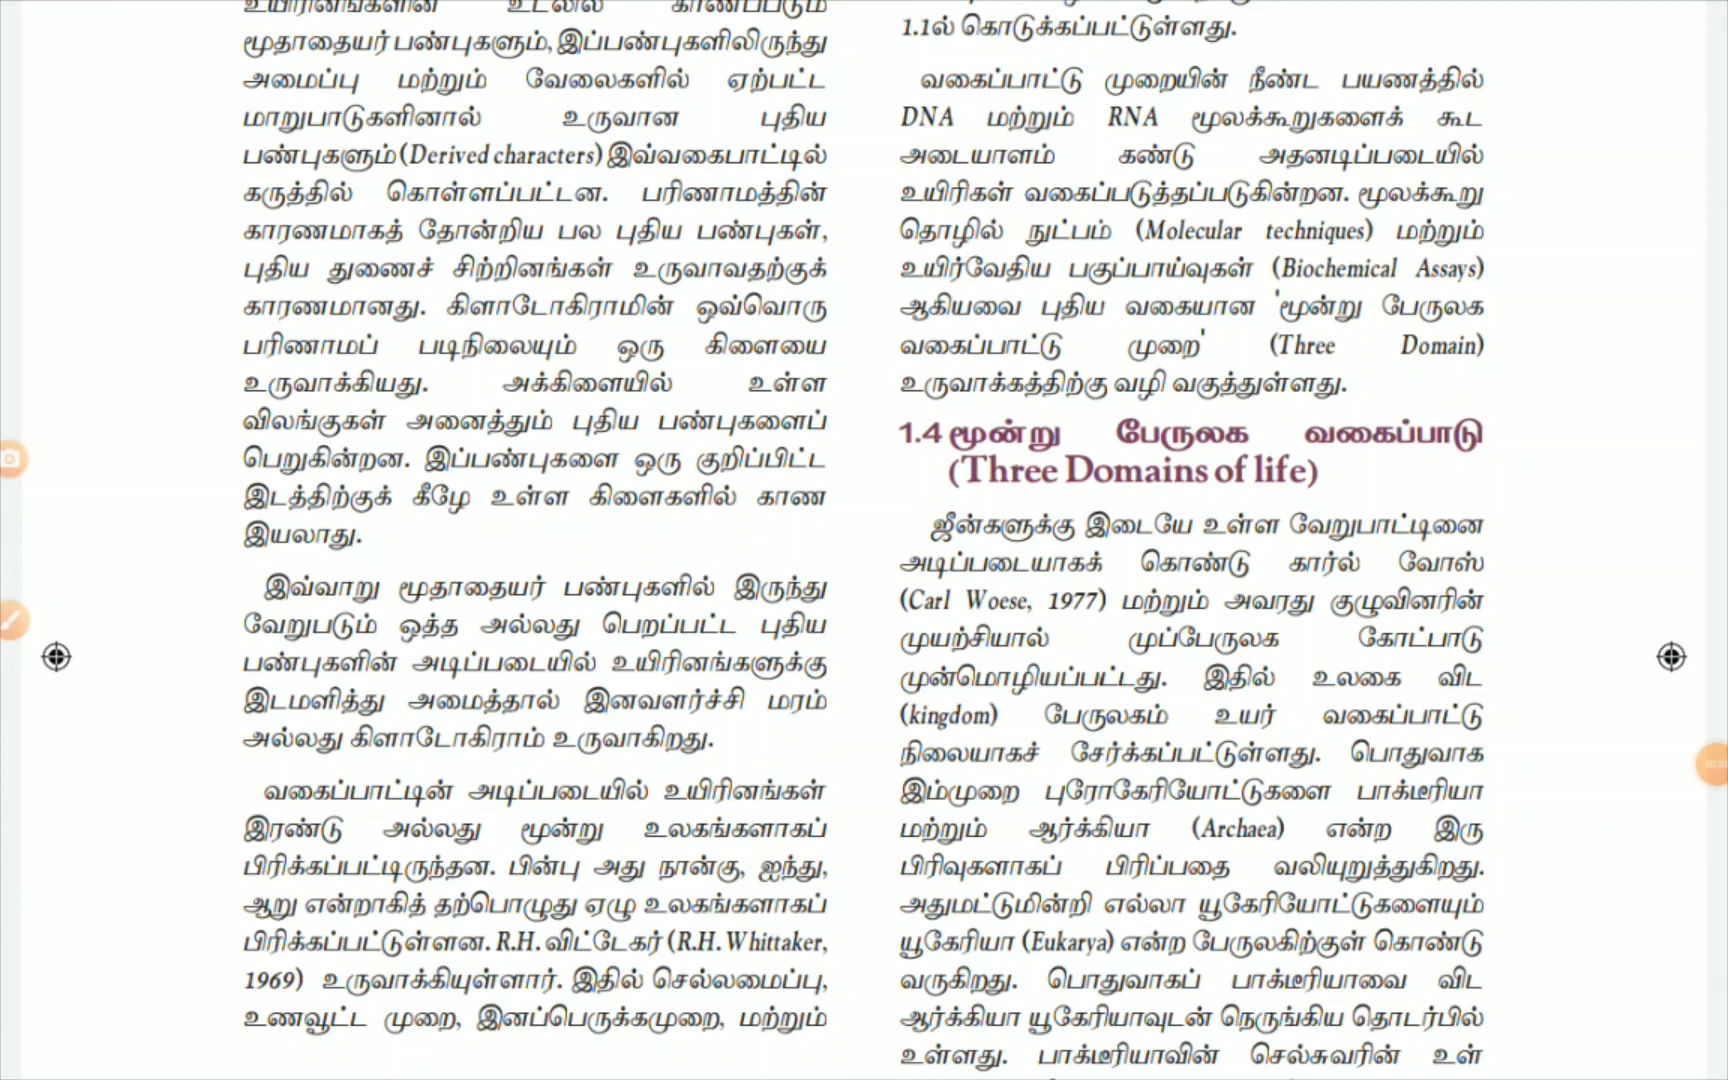 உயிரினங்களின் உடலில் காணப்படும்
மூதாதையர் பண்புகளும், இப்பண்புகளிலிருந்து
அமைப்பு மற்றும் வேலைகளில் ஏற்பட்ட
மாறுபாடுகளினால் உருவான புதிய
பண்புகளும் (Derived characters) இவ்வகைபாட்டில்
கருத்தில் கொள்ளப்பட்டன. பரிணாமத்தின்
காரணமாகத் தோன்றிய பல புதிய பண்புகள்,
புதிய துணைச் சிற்றினங்கள் உருவாவதற்குக்
காரணமானது. கிளாடோகிராமின் ஒவ்வொரு
பரிணாமப் படிநிலையும் ஒரு கிளையை
உருவாக்கியது. அக்கிளையில் உள்ள
விலங்குகள் அனைத்தும் புதிய பண்புகளைப்
பெறுகின்றன. இப்பண்புகளை ஒரு குறிப்பிட்ட
இடத்திற்குக் கீழே உள்ள கிளைகளில் காண
இயலாது.
இவ்வாறு மூதாதையர் பண்புகளில் இருந்து
வேறுபடும் ஒத்த அல்லது பெறப்பட்ட புதிய
பண்புகளின் அடிப்படையில் உயிரினங்களுக்கு
இடமளித்து அமைத்தால் இனவளர்ச்சி மரம்
அல்லது கிளாடோகிராம் உருவாகிறது.
வகைப்பாட்டின் அடிப்படையில் உயிரினங்கள்
இரண்டு அல்லது மூன்று உலகங்களாகப்
பிரிக்கப்பட்டிருந்தன. பின்பு அது நான்கு, ஐந்து,
ஆறு என்றாகித் தற்பொழுது ஏழு உலகங்களாகப்
பிரிக்கப்பட்டுள்ளன. R.H. விட்டேகர் (R.H. Whittaker,
1969) உருவாக்கியுள்ளார். இதில் செல்லமைப்பு,
உணவூட்ட முறை, இனப்பெருக்கமுறை, மற்றும்
1.1ல் கொடுக்கப்பட்டுள்ளது.
வகைப்பாட்டு முறையின் நீண்ட பயணத்தில்
DNA மற்றும் RNA மூலக்கூறுகளைக் கூட
அடையாளம் கண்டு அதனடிப்படையில்
உயிரிகள் வகைப்படுத்தப்படுகின்றன. மூலக்கூறு
தொழில் நுட்பம் (Molecular techniques) மற்றும்
உயிர்வேதிய பகுப்பாய்வுகள் (Biochemical Assays)
ஆகியவை புதிய வகையான 'மூன்று பேருலக
வகைப்பாட்டு முறை' (Three Domain)
உருவாக்கத்திற்கு வழி வகுத்துள்ளது.
1.4 மூன்று பேருலக வகைப்பாடு
(Three Domains of life)
ஜீன்களுக்கு இடையே உள்ள வேறுபாட்டினை
அடிப்படையாகக் கொண்டு கார்ல் வோஸ்
(Carl Woese, 1977) மற்றும் அவரது குழுவினரின்
முயற்சியால் முப்பேருலக கோட்பாடு
முன்மொழியப்பட்டது. இதில் உலகை விட
(kingdom) பேருலகம் உயர் வகைப்பாட்டு
நிலையாகச் சேர்க்கப்பட்டுள்ளது. பொதுவாக
இம்முறை புரோகேரியோட்டுகளை பாக்டீரியா
மற்றும் ஆர்க்கியா (Archaea) என்ற இரு
பிரிவுகளாகப் பிரிப்பதை வலியுறுத்துகிறது.
அதுமட்டுமின்றி எல்லா யூகேரியோட்டுகளையும்
யூகேரியா (Eukarya) என்ற பேருலகிற்குள் கொண்டு
வருகிறது. பொதுவாகப் பாக்டீரியாவை விட
ஆர்க்கியா யூகேரியாவுடன் நெருங்கிய தொடர்பில்
உள்ளது. பாக்டீரியாவின் செல்சுவரின் உள்